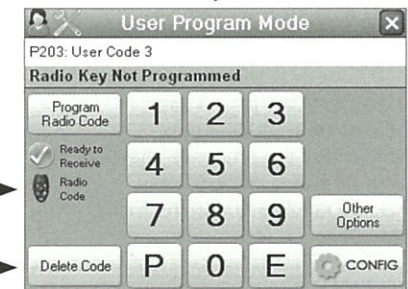 User Program Mode
P203: User Code 3
Radio Key Not Programmed
Program
Radio Code
1 2 3
Ready to
Receive
4 5 6
Radio
Code
7 8 9
Other
Options
Delete Code
P 0 E
CONFIG